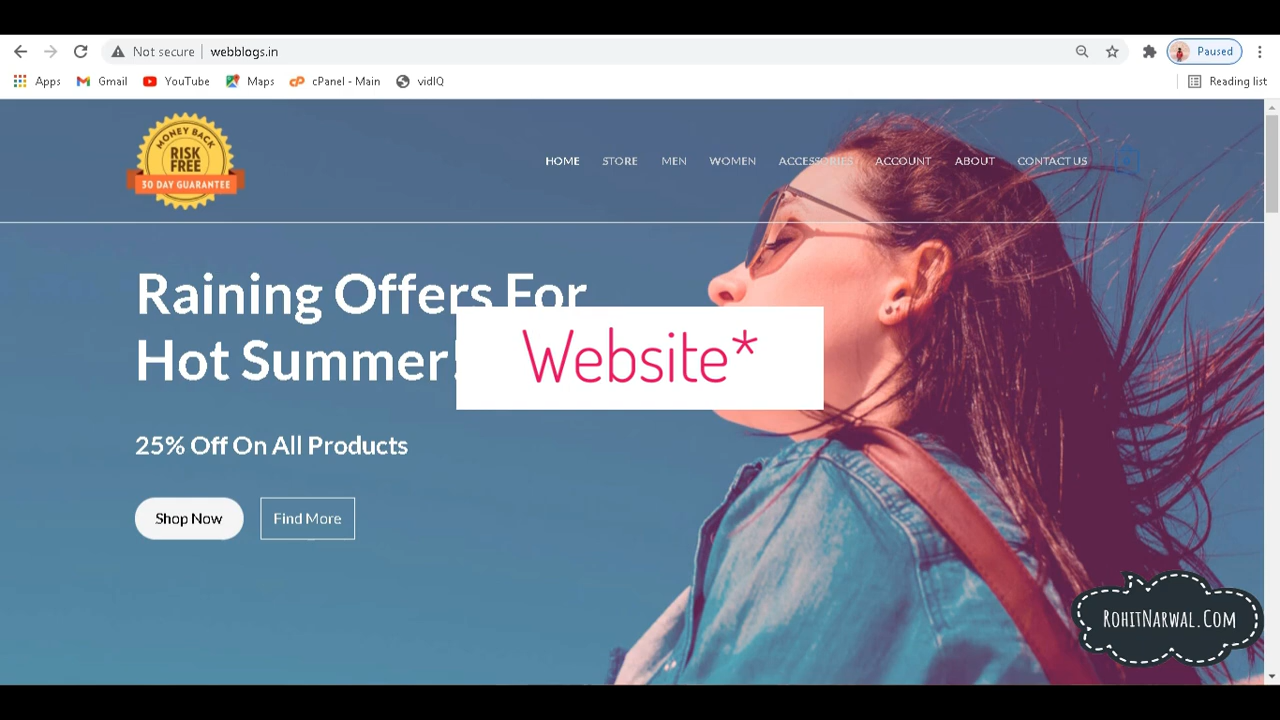 Not secure webblogs.in
Paused
Apps Gmail YouTube Maps cPanel - Main vidIQ
Reading list
MONEY BACK
RISK
FREE
30 DAY GUARANTEE
HOME STORE MEN WOMEN ACCESSORIES ACCOUNT ABOUT CONTACT US
Raining Offers For
Hot Summer!
Website*
25% Off On All Products
Shop Now Find More
RohitNarwal.Com